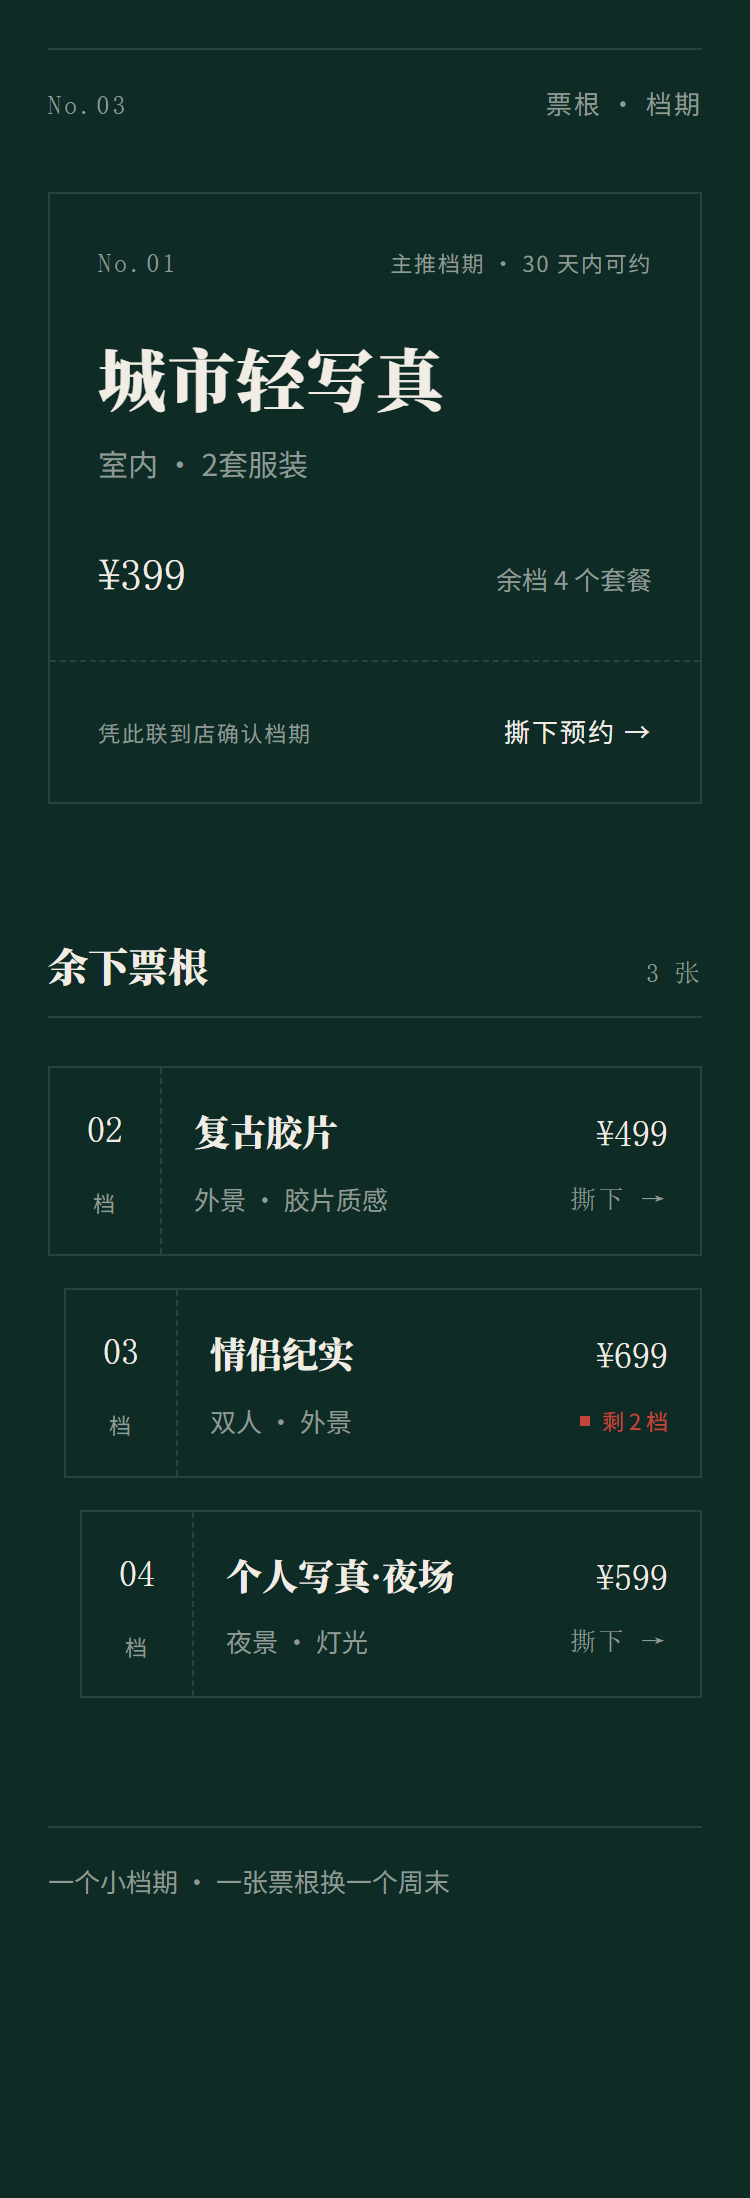 No.03
票根 · 档期
No.01
主推档期 · 30 天内可约
城市轻写真
室内 · 2套服装
¥399
余档 4 个套餐
凭此联到店确认档期
撕下预约 →
余下票根
3 张
02
档
复古胶片
外景 · 胶片质感
¥499
撕下 →
03
档
情侣纪实
双人 · 外景
¥699
剩 2 档
04
档
个人写真·夜场
夜景 · 灯光
¥599
撕下 →
一个小档期 · 一张票根换一个周末